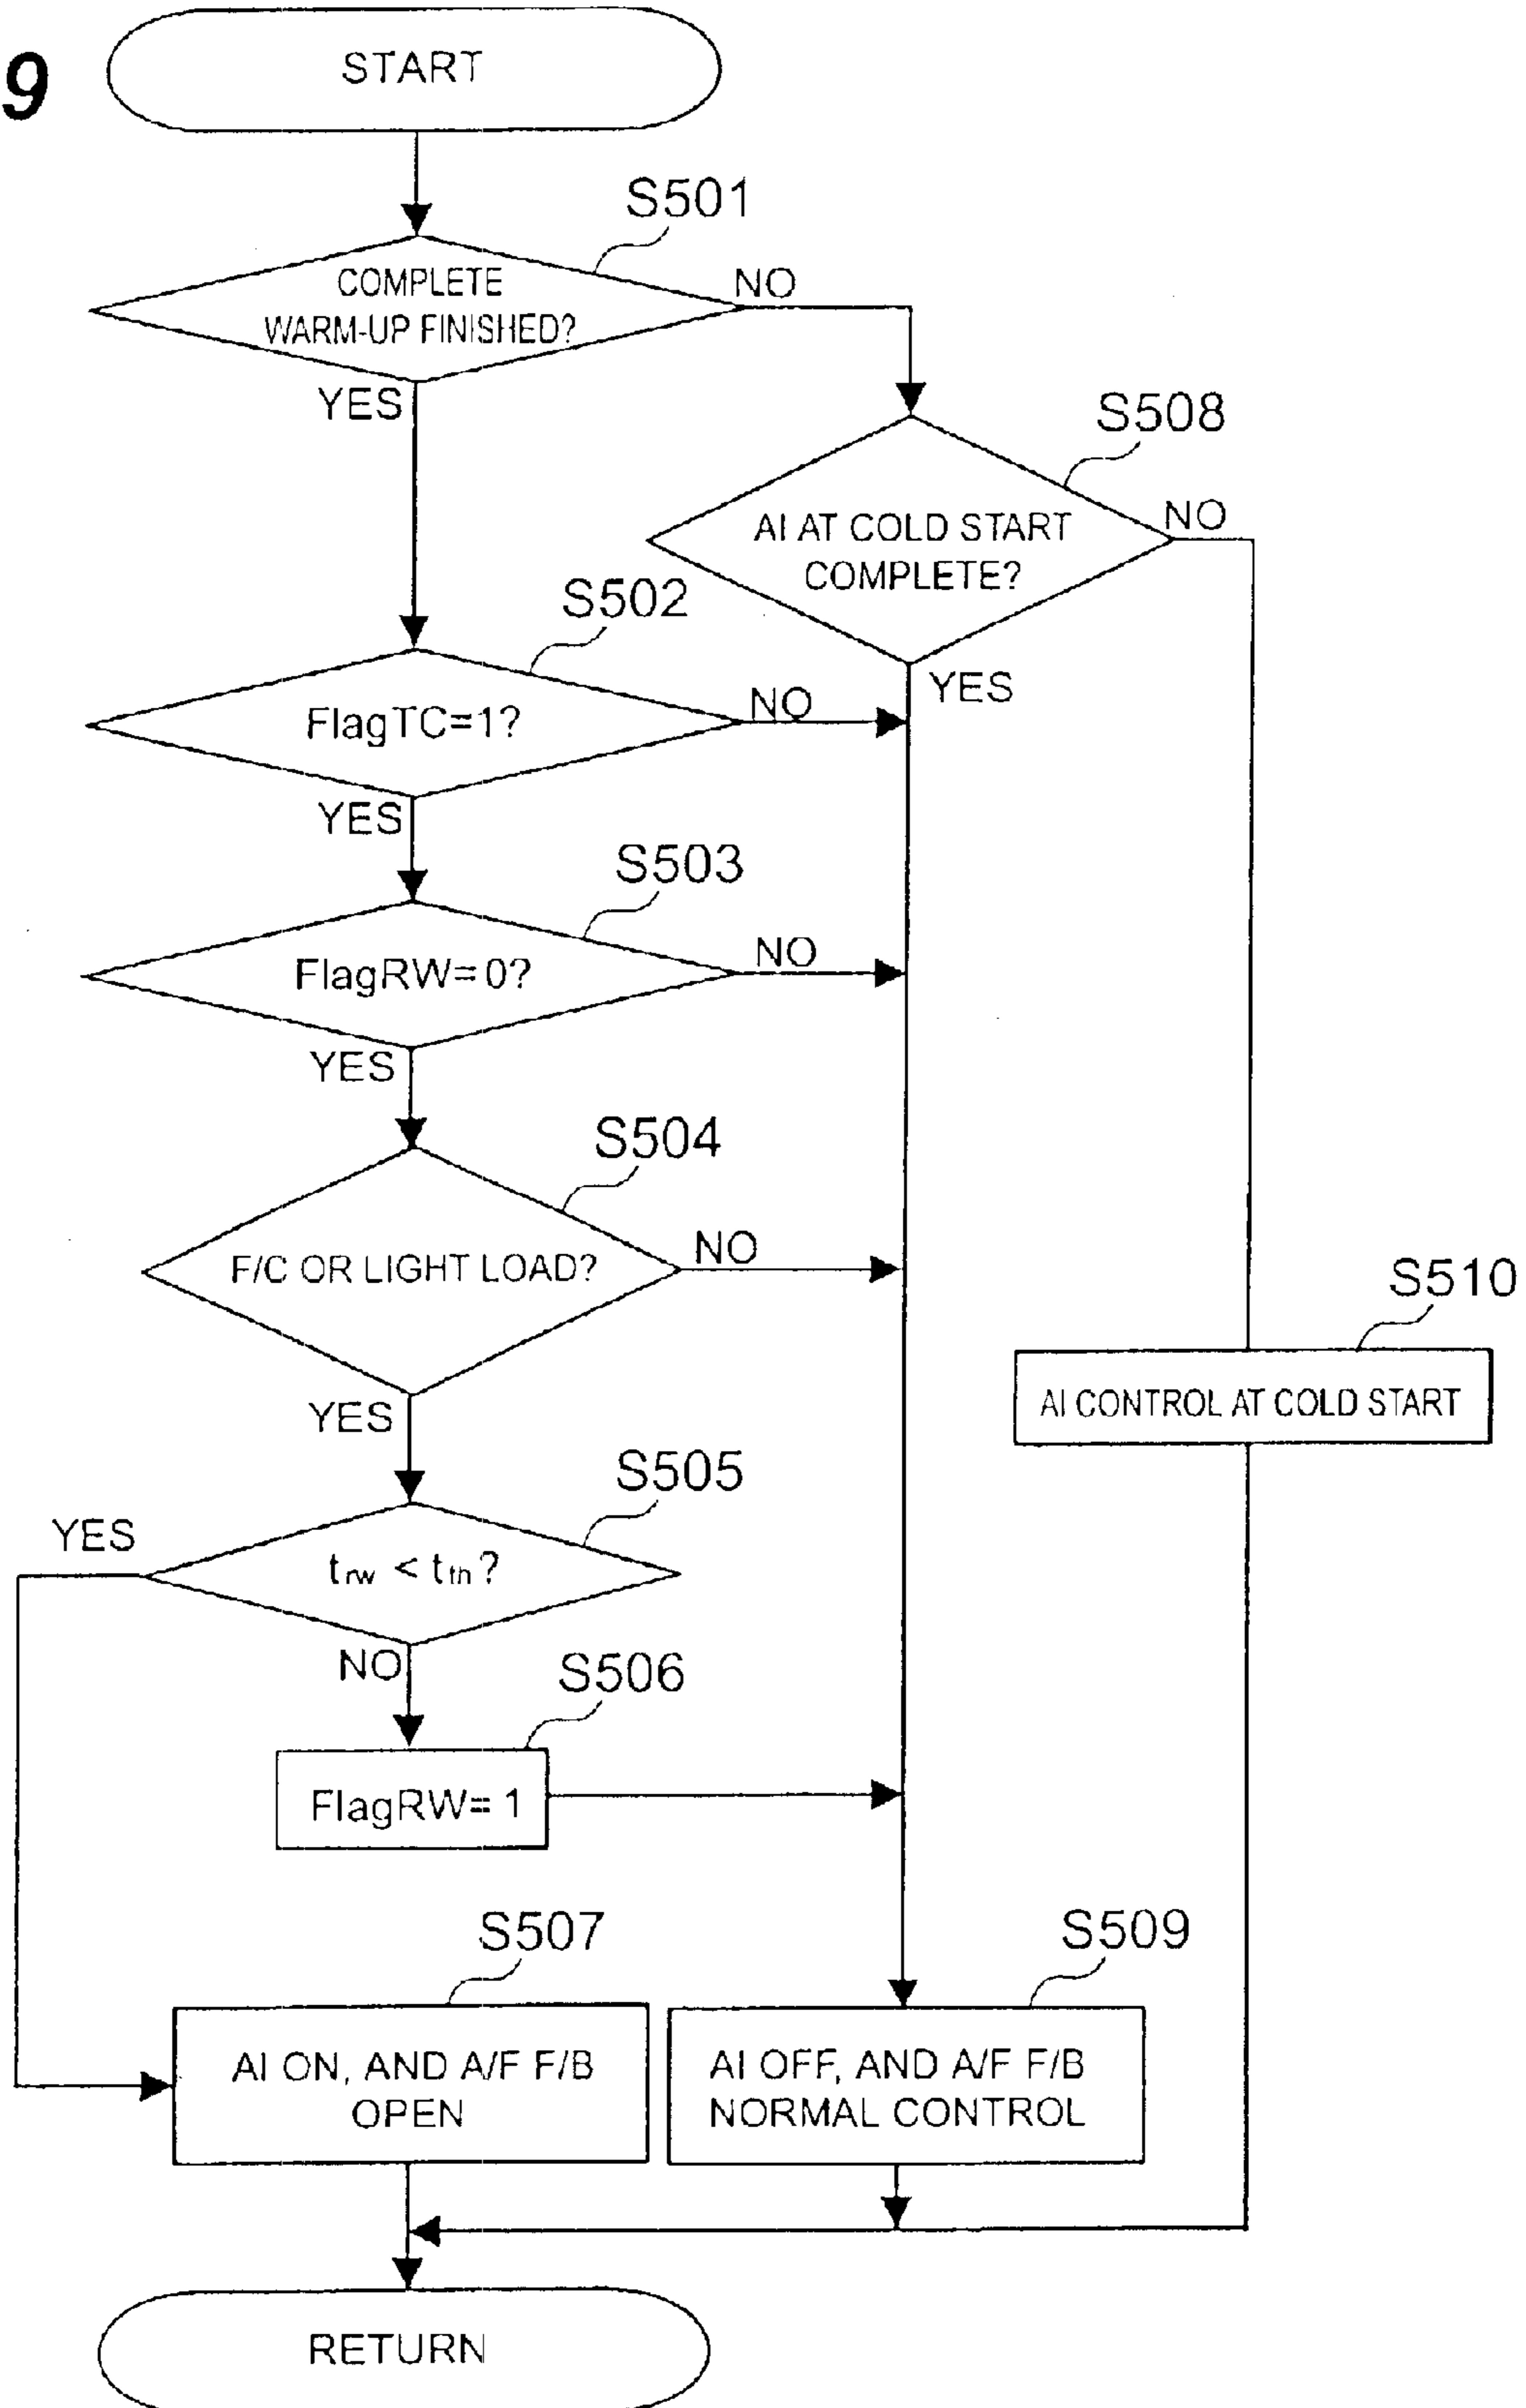 9
START
S501
COMPLETE
WARM-UP FINISHED?
NO
YES
S508
AI AT COLD START
COMPLETE?
NO
YES
S502
FlagTC=1?
NO
YES
S503
FlagRW=0?
NO
YES
S504
F/C OR LIGHT LOAD?
NO
YES
S510
AI CONTROL AT COLD START
S505
YES
trw < tth?
NO
S506
FlagRW=1
S507
AI ON, AND A/F F/B
OPEN
S509
AI OFF, AND A/F F/B
NORMAL CONTROL
RETURN